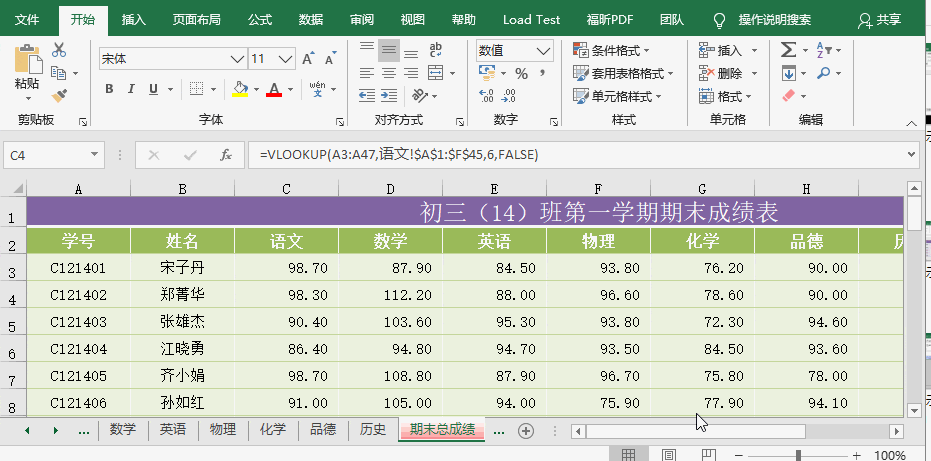 文件 开始 插入 页面布局 公式 数据 审阅 视图 帮助 Load Test 福昕PDF 团队 操作说明搜索 共享
粘贴
宋体 11
B I U A wén 文
ab c
数值
% ,
条件格式
套用表格格式
单元格样式
插入
删除
格式
剪贴板 字体 对齐方式 数字 样式 单元格 编辑
C4 fx =VLOOKUP(A3:A47,语文!$A$1:$F$45,6,FALSE)
A B C D E F G H
1 初三（14）班第一学期期末成绩表
2 学号 姓名 语文 数学 英语 物理 化学 品德
3 C121401 宋子丹 98.70 87.90 84.50 93.80 76.20 90.00
4 C121402 郑菁华 98.30 112.20 88.00 96.60 78.60 90.00
5 C121403 张雄杰 90.40 103.60 95.30 93.80 72.30 94.60
6 C121404 江晓勇 86.40 94.80 94.70 93.50 84.50 93.60
7 C121405 齐小娟 98.70 108.80 87.90 96.70 75.80 78.00
8 C121406 孙如红 91.00 105.00 94.00 75.90 77.90 94.10
... 数学 英语 物理 化学 品德 历史 期末总成绩 ...
100%